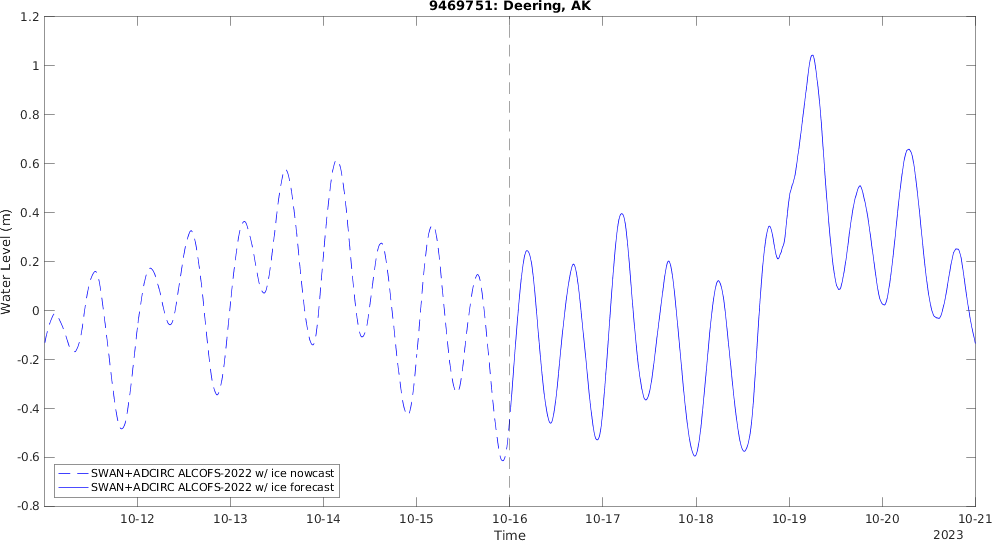 9469751: Deering, AK
1.2
1
0.8
0.6
0.4
0.2
0
-0.2
-0.4
-0.6
-0.8
Water Level (m)
SWAN+ADCIRC ALCOFS-2022 w/ ice nowcast
SWAN+ADCIRC ALCOFS-2022 w/ ice forecast
10-12 10-13 10-14 10-15 10-16 10-17 10-18 10-19 10-20 10-21
Time
2023